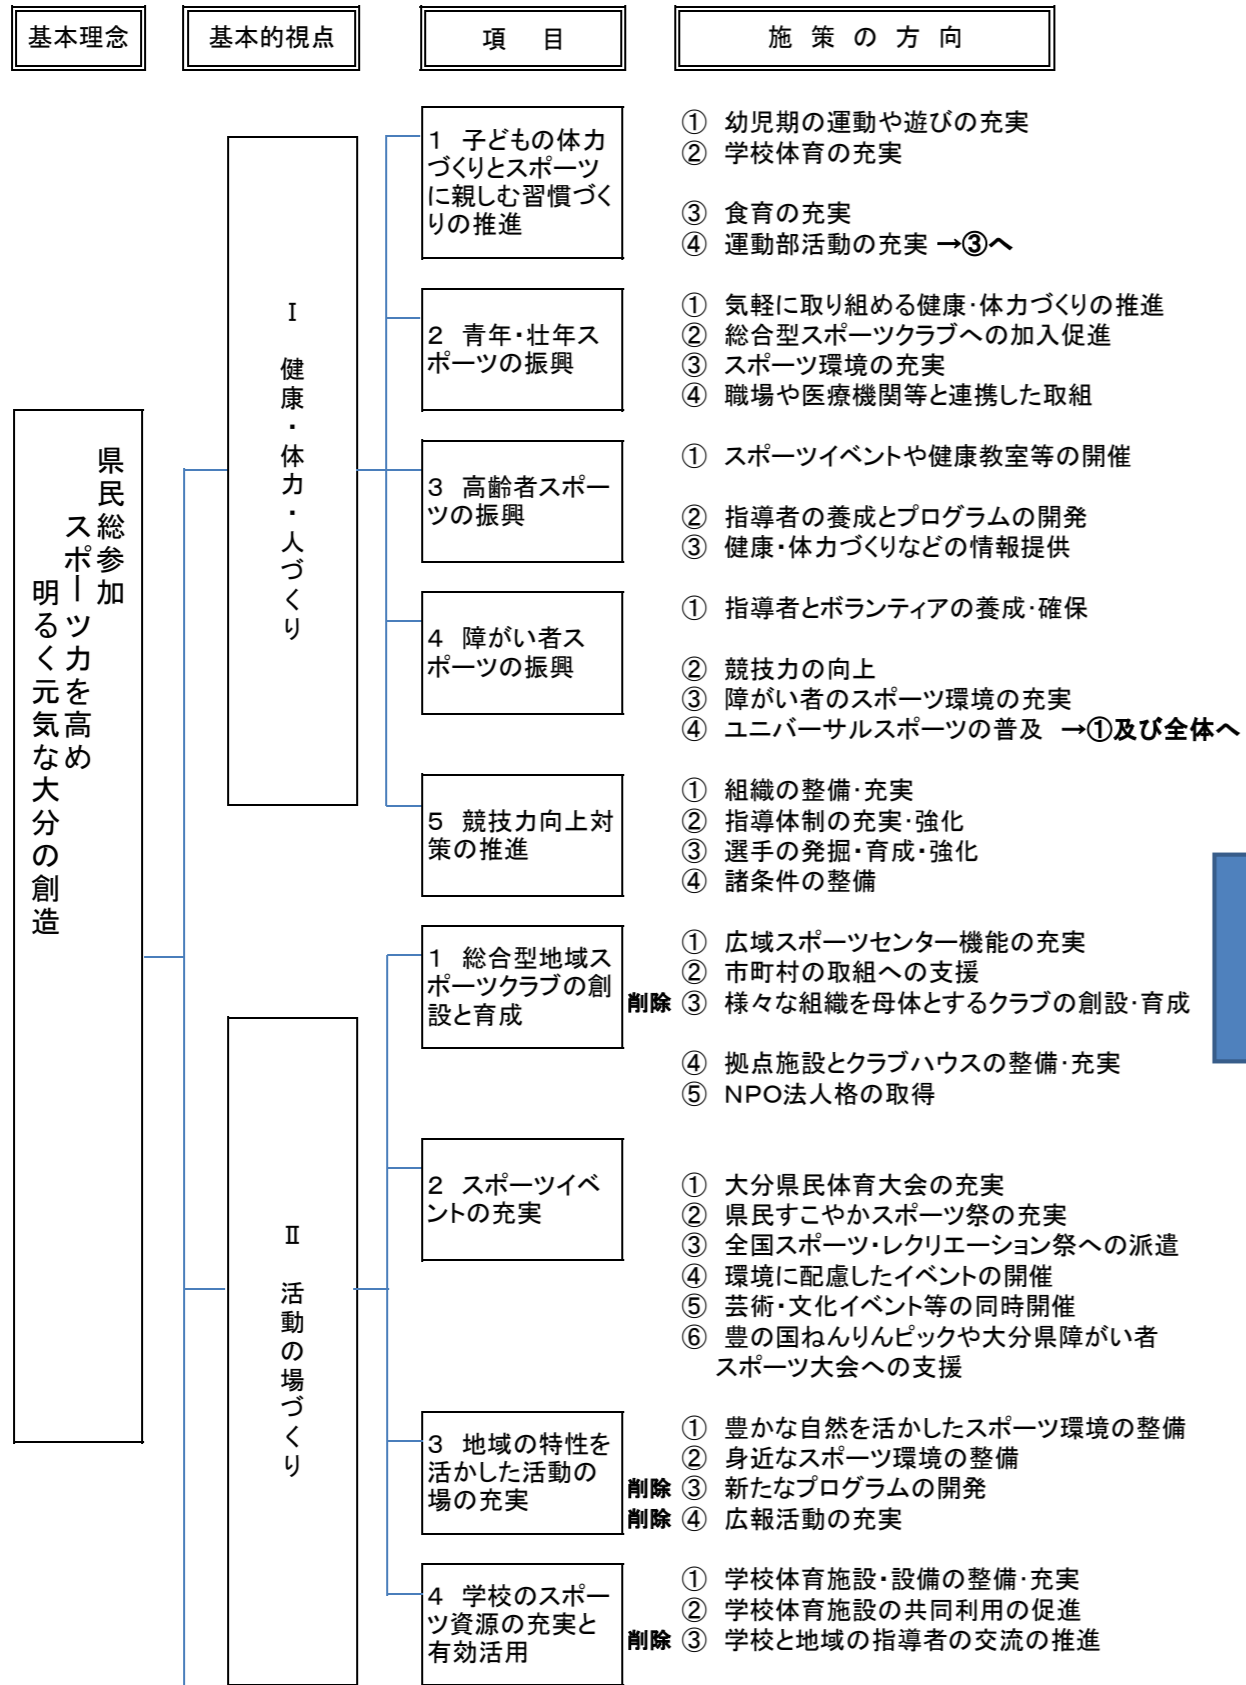 基本理念
基本的視点
項　目
施 策 の 方 向
県民総参加
スポーツ力を高め
明るく元気な大分の創造
Ⅰ　健康・体力・人づくり
1　子どもの体力
づくりとスポーツ
に親しむ習慣づく
りの推進
①　幼児期の運動や遊びの充実
②　学校体育の充実
③　食育の充実
④　運動部活動の充実 →③へ
2　青年・壮年ス
ポーツの振興
①　気軽に取り組める健康・体力づくりの推進
②　総合型スポーツクラブへの加入促進
③　スポーツ環境の充実
④　職場や医療機関等と連携した取組
3　高齢者スポー
ツの振興
①　スポーツイベントや健康教室等の開催
②　指導者の養成とプログラムの開発
③　健康・体力づくりなどの情報提供
4　障がい者ス
ポーツの振興
①　指導者とボランティアの養成・確保
②　競技力の向上
③　障がい者のスポーツ環境の充実
④　ユニバーサルスポーツの普及　→①及び全体へ
5　競技力向上対
策の推進
①　組織の整備・充実
②　指導体制の充実・強化
③　選手の発掘・育成・強化
④　諸条件の整備
Ⅱ　活動の場づくり
1　総合型地域ス
ポーツクラブの創
設と育成
①　広域スポーツセンター機能の充実
②　市町村の取組への支援
削除 ③　様々な組織を母体とするクラブの創設・育成
④　拠点施設とクラブハウスの整備・充実
⑤　NPO法人格の取得
2　スポーツイベ
ントの充実
①　大分県民体育大会の充実
②　県民すこやかスポーツ祭の充実
③　全国スポーツ・レクリエーション祭への派遣
④　環境に配慮したイベントの開催
⑤　芸術・文化イベント等の同時開催
⑥　豊の国ねんりんピックや大分県障がい者
スポーツ大会への支援
3　地域の特性を
活かした活動の
場の充実
①　豊かな自然を活かしたスポーツ環境の整備
②　身近なスポーツ環境の整備
削除 ③　新たなプログラムの開発
削除 ④　広報活動の充実
4　学校のスポー
ツ資源の充実と
有効活用
①　学校体育施設・設備の整備・充実
②　学校体育施設の共同利用の促進
削除 ③　学校と地域の指導者の交流の推進